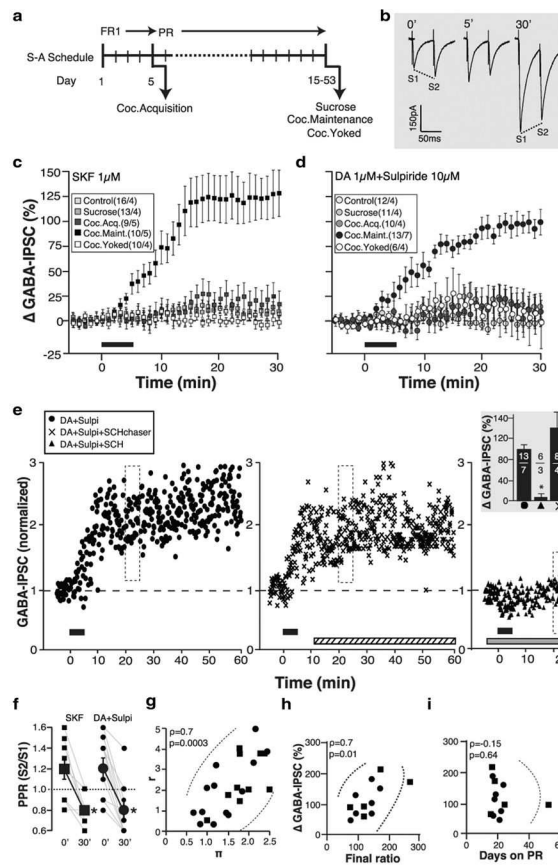 a
FR1
PR
S-A Schedule
Day
1
5
15-53
Coc.Acquisition
Sucrose
Coc.Maintenance
Coc.Yoked
b
0'
5'
30'
S1
S2
S1
S2
150pA
50ms
c
SKF 1µM
Control(16/4)
Sucrose(13/4)
Coc.Acq.(9/5)
Coc.Maint.(10/5)
Coc.Yoked(10/4)
Δ GABA-IPSC (%)
150
125
100
75
50
25
0
-25
0
10
20
30
Time (min)
d
DA 1µM+Sulpiride 10µM
Control(12/4)
Sucrose(11/4)
Coc.Acq.(10/4)
Coc.Maint.(13/7)
Coc.Yoked(6/4)
0
10
20
30
Time (min)
e
DA+Sulpi
DA+Sulpi+SCHchaser
DA+Sulpi+SCH
GABA-IPSC (normalized)
3
2
1
0
0
10
20
30
40
50
60
3
2
1
0
0
10
20
30
40
50
60
3
2
1
0
0
10
Time (min)
Δ GABA-IPSC (%)
120
80
40
0
13
7
6
3
*
f
SKF
DA+Sulpi
PPR (S2/S1)
1.6
1.4
1.2
1.0
0.8
0.6
*
*
0'
30'
0'
30'
g
ρ=0.7
p=0.0003
r
5
4
3
2
1
0
0.5
1.0
1.5
2.0
2.5
π
h
ρ=0.7
p=0.01
Δ GABA-IPSC (%)
300
200
100
0
0
100
200
300
Final ratio
i
ρ=-0.15
p=0.64
300
200
100
0
0
20
40
Days on PR